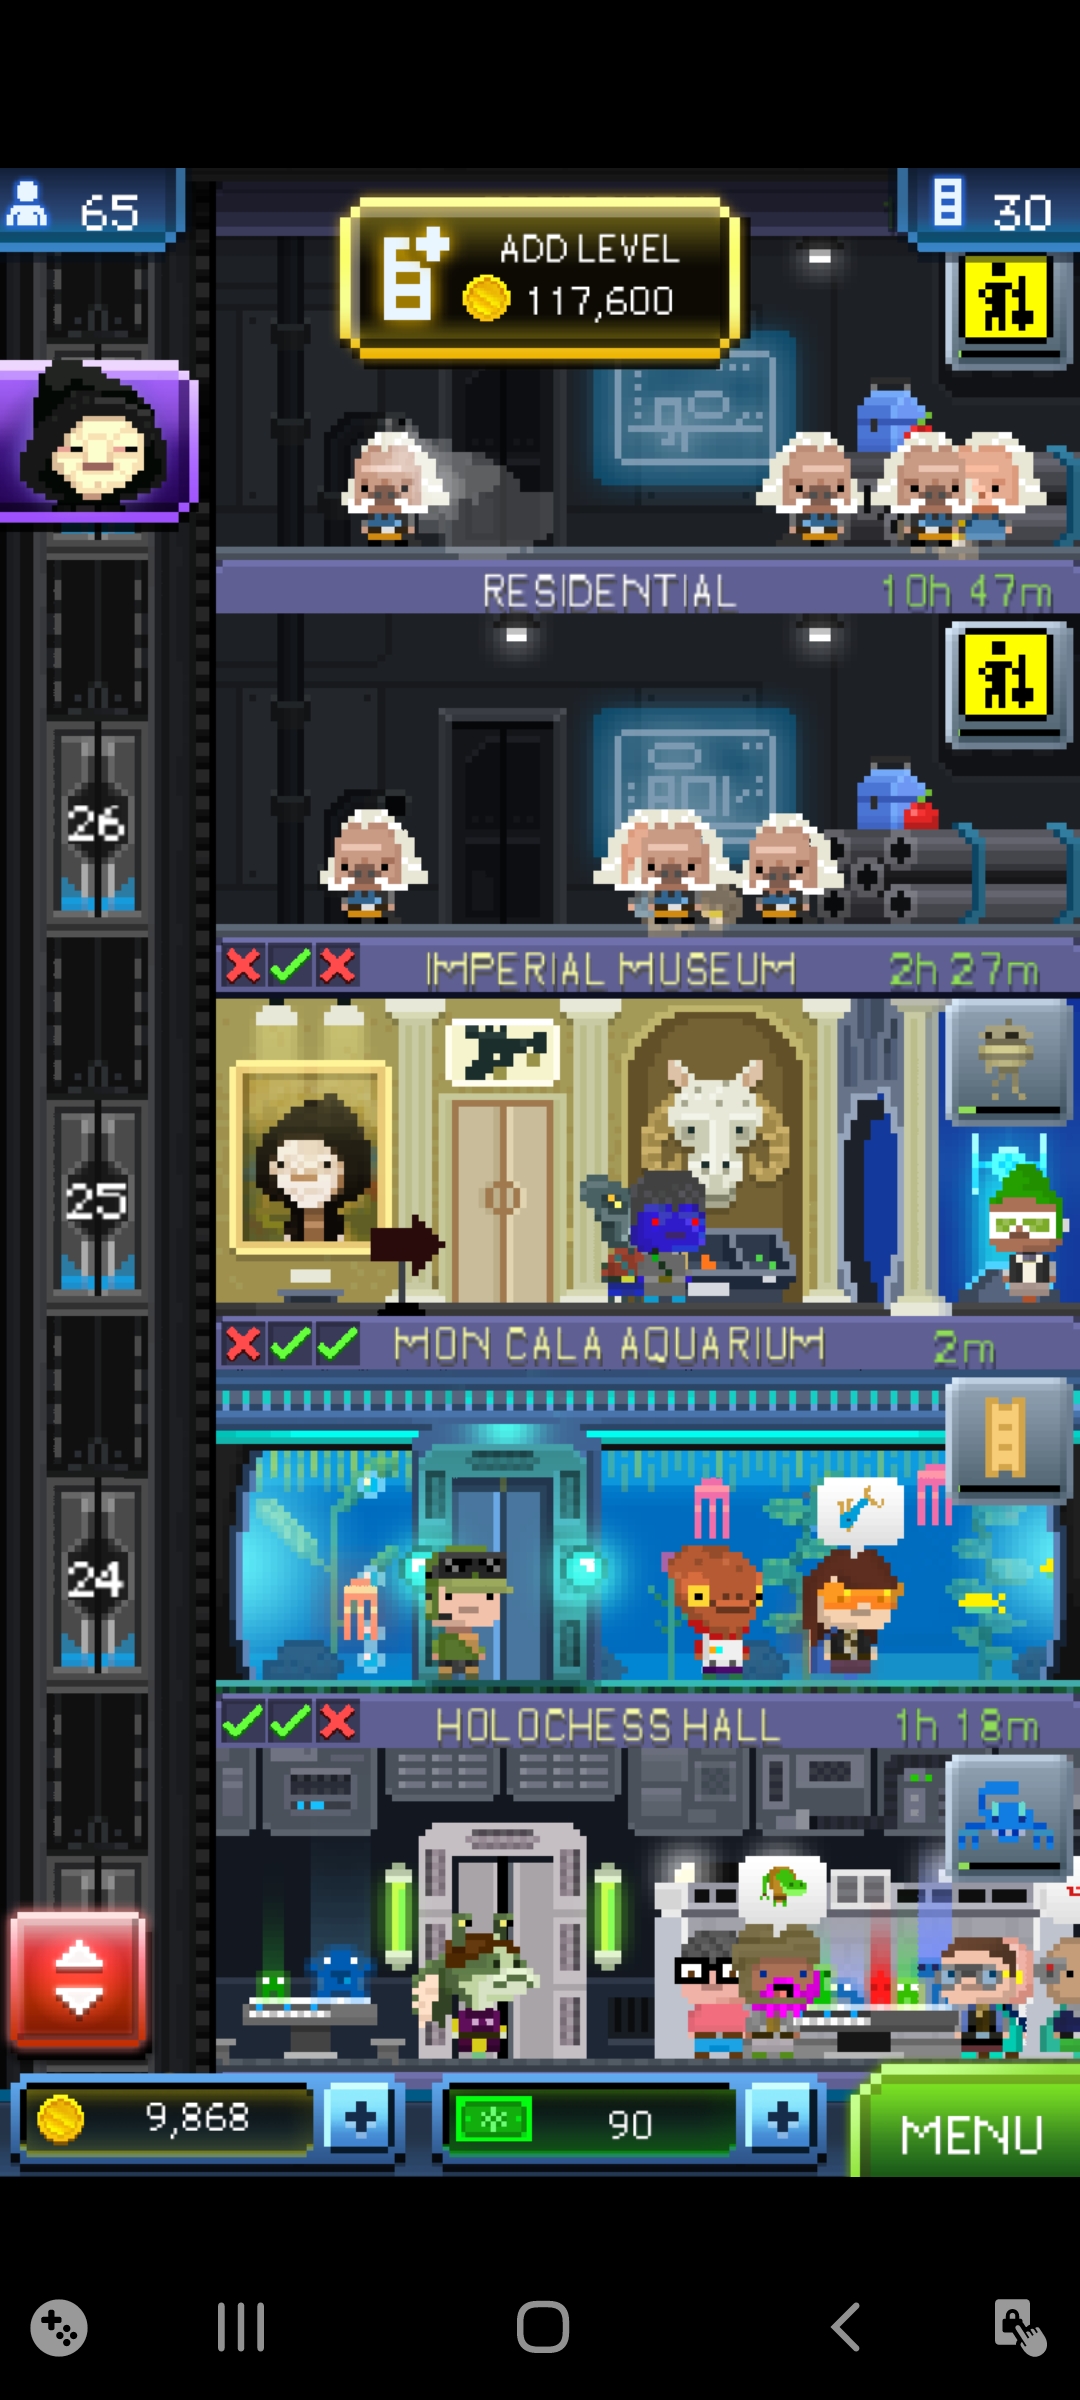 65
ADD LEVEL
117,600
30
RESIDENTIAL 10h 47m
26
IMPERIAL MUSEUM 2h 27m
25
MON CALA AQUARIUM 2m
24
HOLOCHESS HALL 1h 18m
9,868
90
MENU